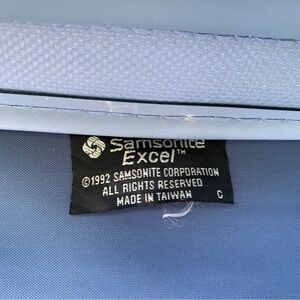 Samsonite
Excel™
©1992 SAMSONITE CORPORATION
ALL RIGHTS RESERVED
MADE IN TAIWAN C